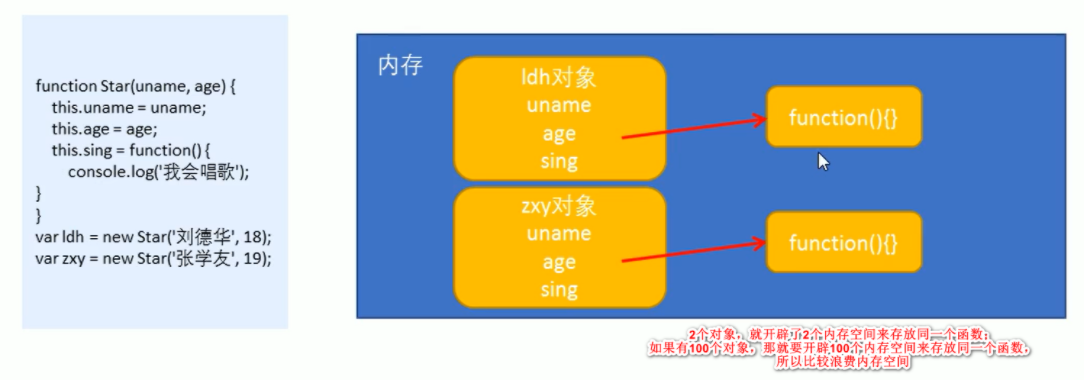 function Star(uname, age) {
this.uname = uname;
this.age = age;
this.sing = function() {
console.log('我会唱歌');
}
}
var ldh = new Star('刘德华', 18);
var zxy = new Star('张学友', 19);
内存
ldh对象
uname
age
sing
function(){}
zxy对象
uname
age
sing
function(){}
2个对象，就开辟了2个内存空间来存放同一个函数；
如果有100个对象，那就要开辟100个内存空间来存放同一个函数，
所以比较浪费内存空间